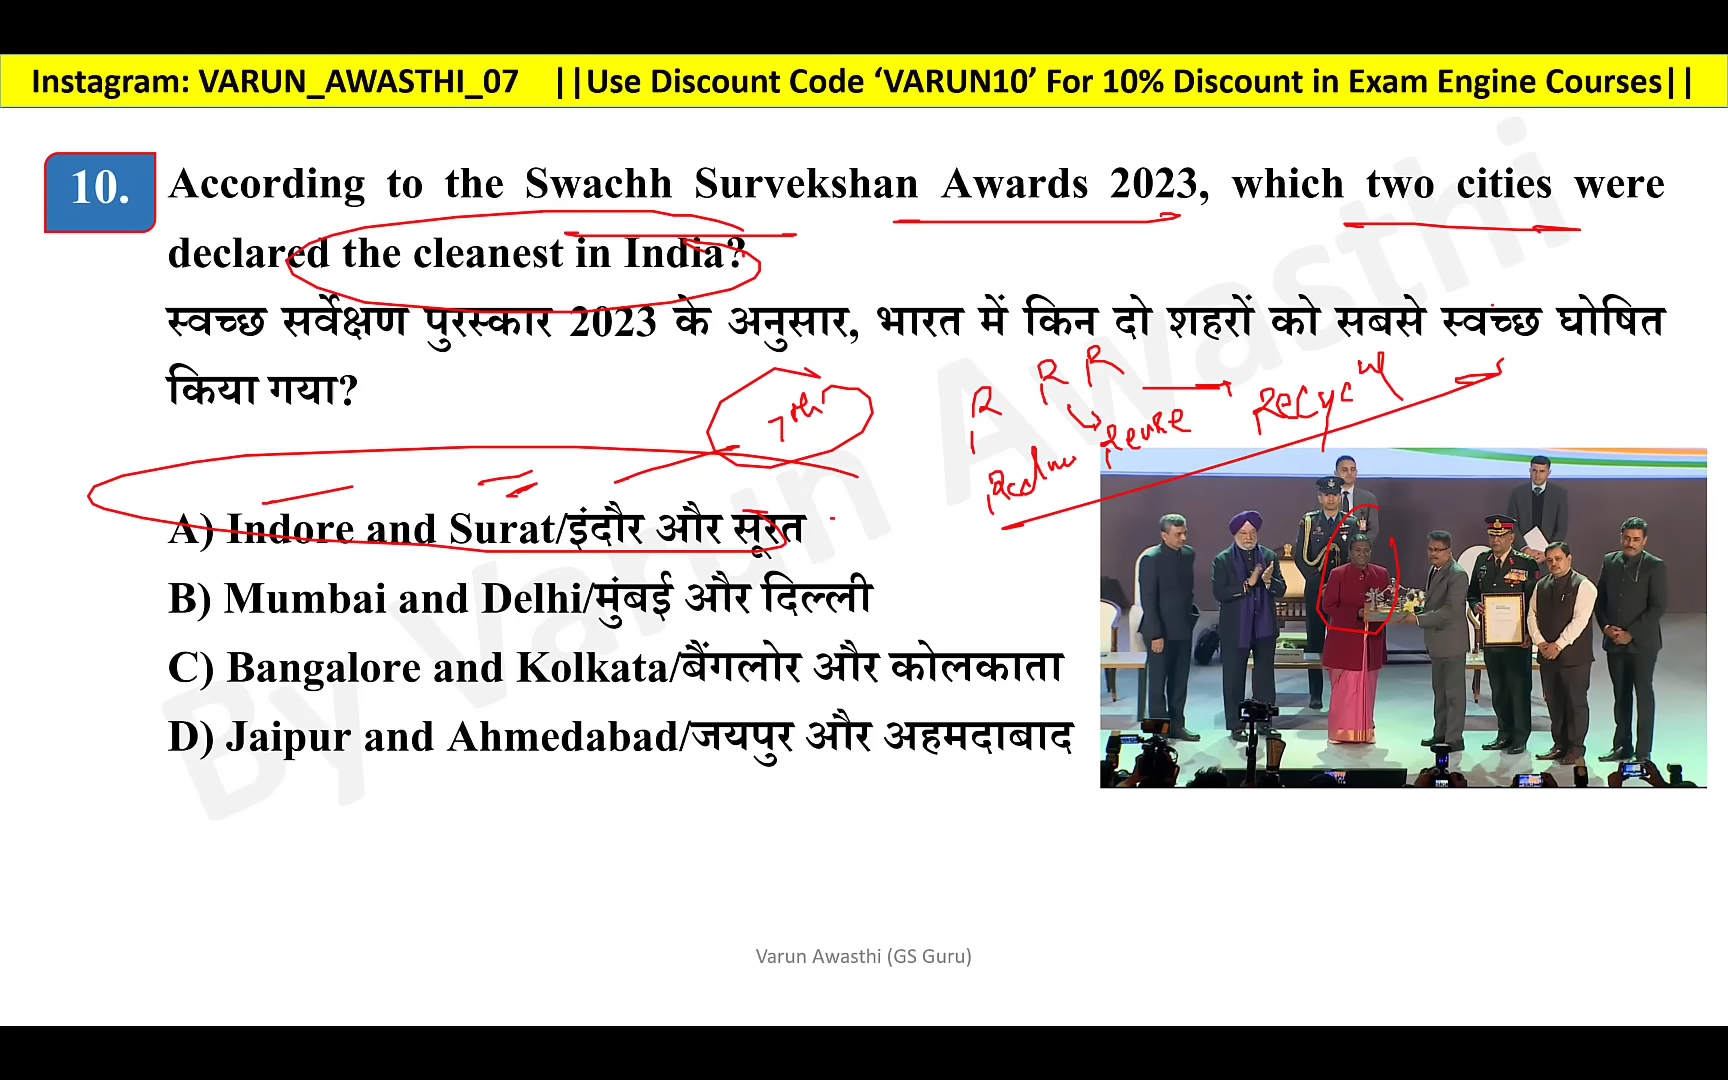 Instagram: VARUN_AWASTHI_07 ||Use Discount Code ‘VARUN10’ For 10% Discount in Exam Engine Courses||
10. According to the Swachh Survekshan Awards 2023, which two cities were
declared the cleanest in India?
स्वच्छ सर्वेक्षण पुरस्कार 2023 के अनुसार, भारत में किन दो शहरों को सबसे स्वच्छ घोषित
किया गया?
7th
R R R
Reuse
A) Indore and Surat/इंदौर और सूरत
B) Mumbai and Delhi/मुंबई और दिल्ली
C) Bangalore and Kolkata/बैंगलोर और कोलकाता
D) Jaipur and Ahmedabad/जयपुर और अहमदाबाद
By Varun Awasthi
Varun Awasthi (GS Guru)